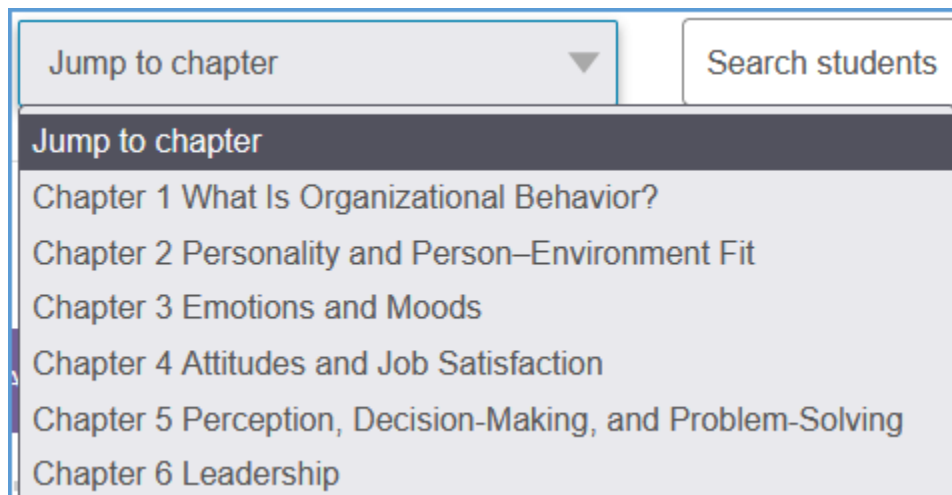 Jump to chapter
Search students
Jump to chapter
Chapter 1 What Is Organizational Behavior?
Chapter 2 Personality and Person–Environment Fit
Chapter 3 Emotions and Moods
Chapter 4 Attitudes and Job Satisfaction
Chapter 5 Perception, Decision-Making, and Problem-Solving
Chapter 6 Leadership